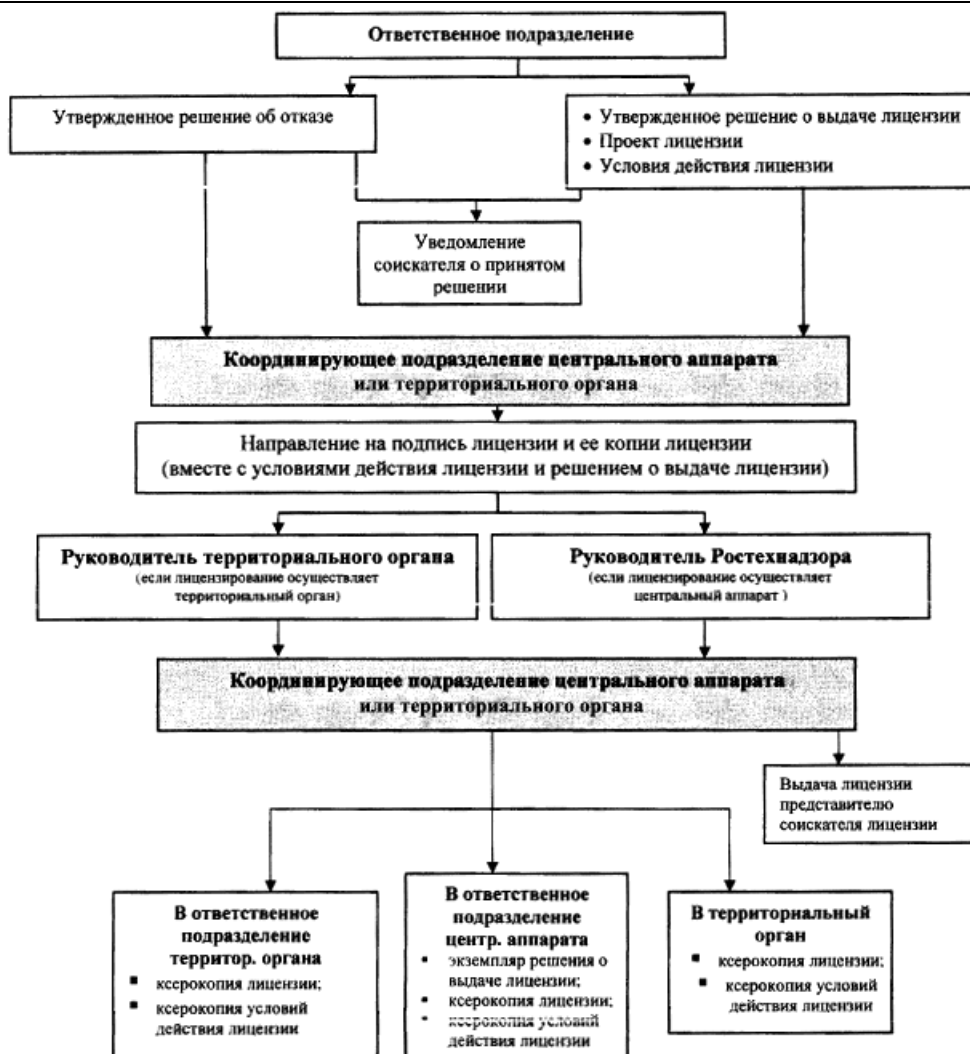 Ответственное подразделение
Утвержденное решение об отказе
• Утвержденное решение о выдаче лицензии
• Проект лицензии
• Условия действия лицензии
Уведомление
соискателя о принятом
решении
Координирующее подразделение центрального аппарата
или территориального органа
Направление на подпись лицензии и ее копии лицензии
(вместе с условиями действия лицензии и решением о выдаче лицензии)
Руководитель территориального органа
(если лицензирование осуществляет
территориальный орган)
Руководитель Ростехнадзора
(если лицензирование осуществляет
центральный аппарат )
Координирующее подразделение центрального аппарата
или территориального органа
Выдача лицензии
представителю
соискателя лицензии
В ответственное
подразделение
территор. органа
▪ ксерокопия лицензии;
▪ ксерокопия условий
действия лицензии
В ответственное
подразделение
центр. аппарата
• экземпляр решения о
выдаче лицензии;
• ксерокопия лицензии;
• ксерокопия условий
действия лицензии
В территориальный
орган
▪ ксерокопия лицензии;
▪ ксерокопия условий
действия лицензии